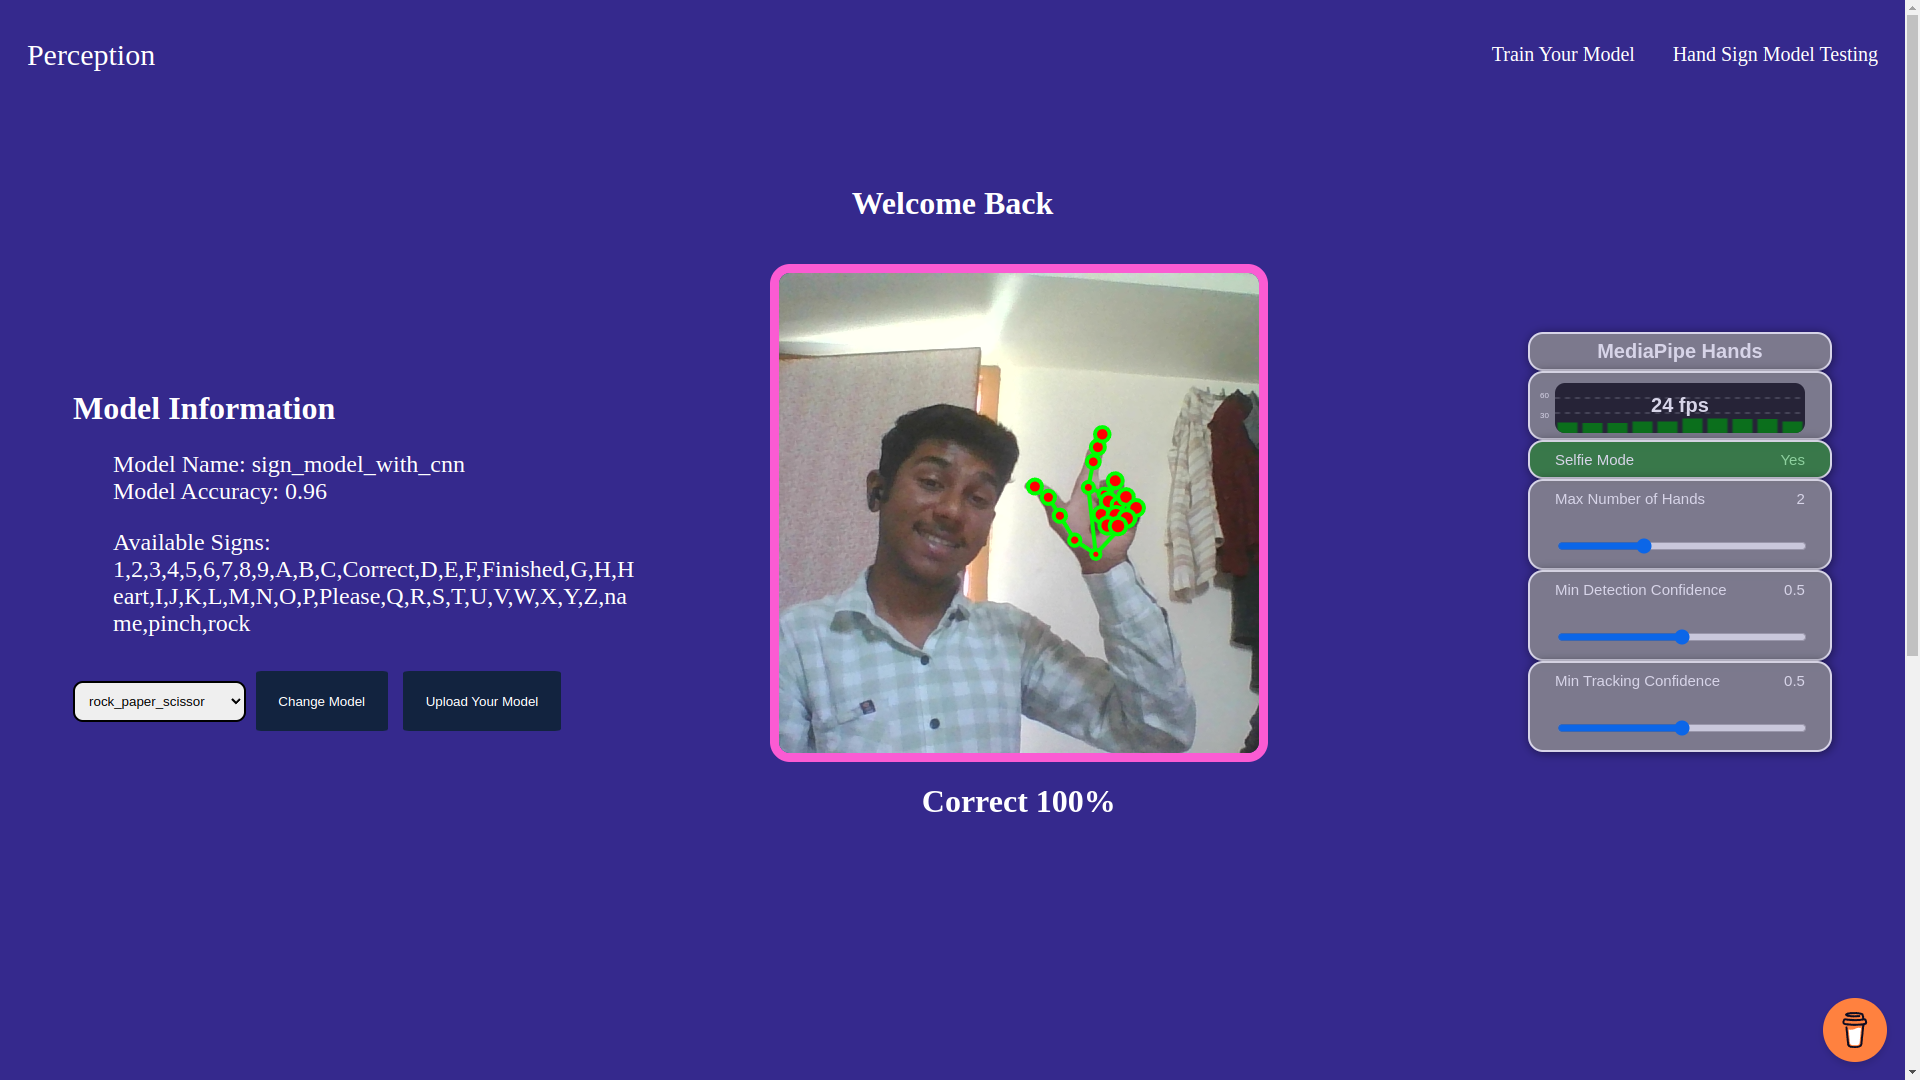 Perception
Train Your Model
Hand Sign Model Testing
Welcome Back
Model Information
Model Name: sign_model_with_cnn
Model Accuracy: 0.96
Available Signs:
1,2,3,4,5,6,7,8,9,A,B,C,Correct,D,E,F,Finished,G,H,H
eart,I,J,K,L,M,N,O,P,Please,Q,R,S,T,U,V,W,X,Y,Z,na
me,pinch,rock
rock_paper_scissor
Change Model
Upload Your Model
Correct 100%
MediaPipe Hands
60
30
24 fps
Selfie Mode Yes
Max Number of Hands 2
Min Detection Confidence 0.5
Min Tracking Confidence 0.5